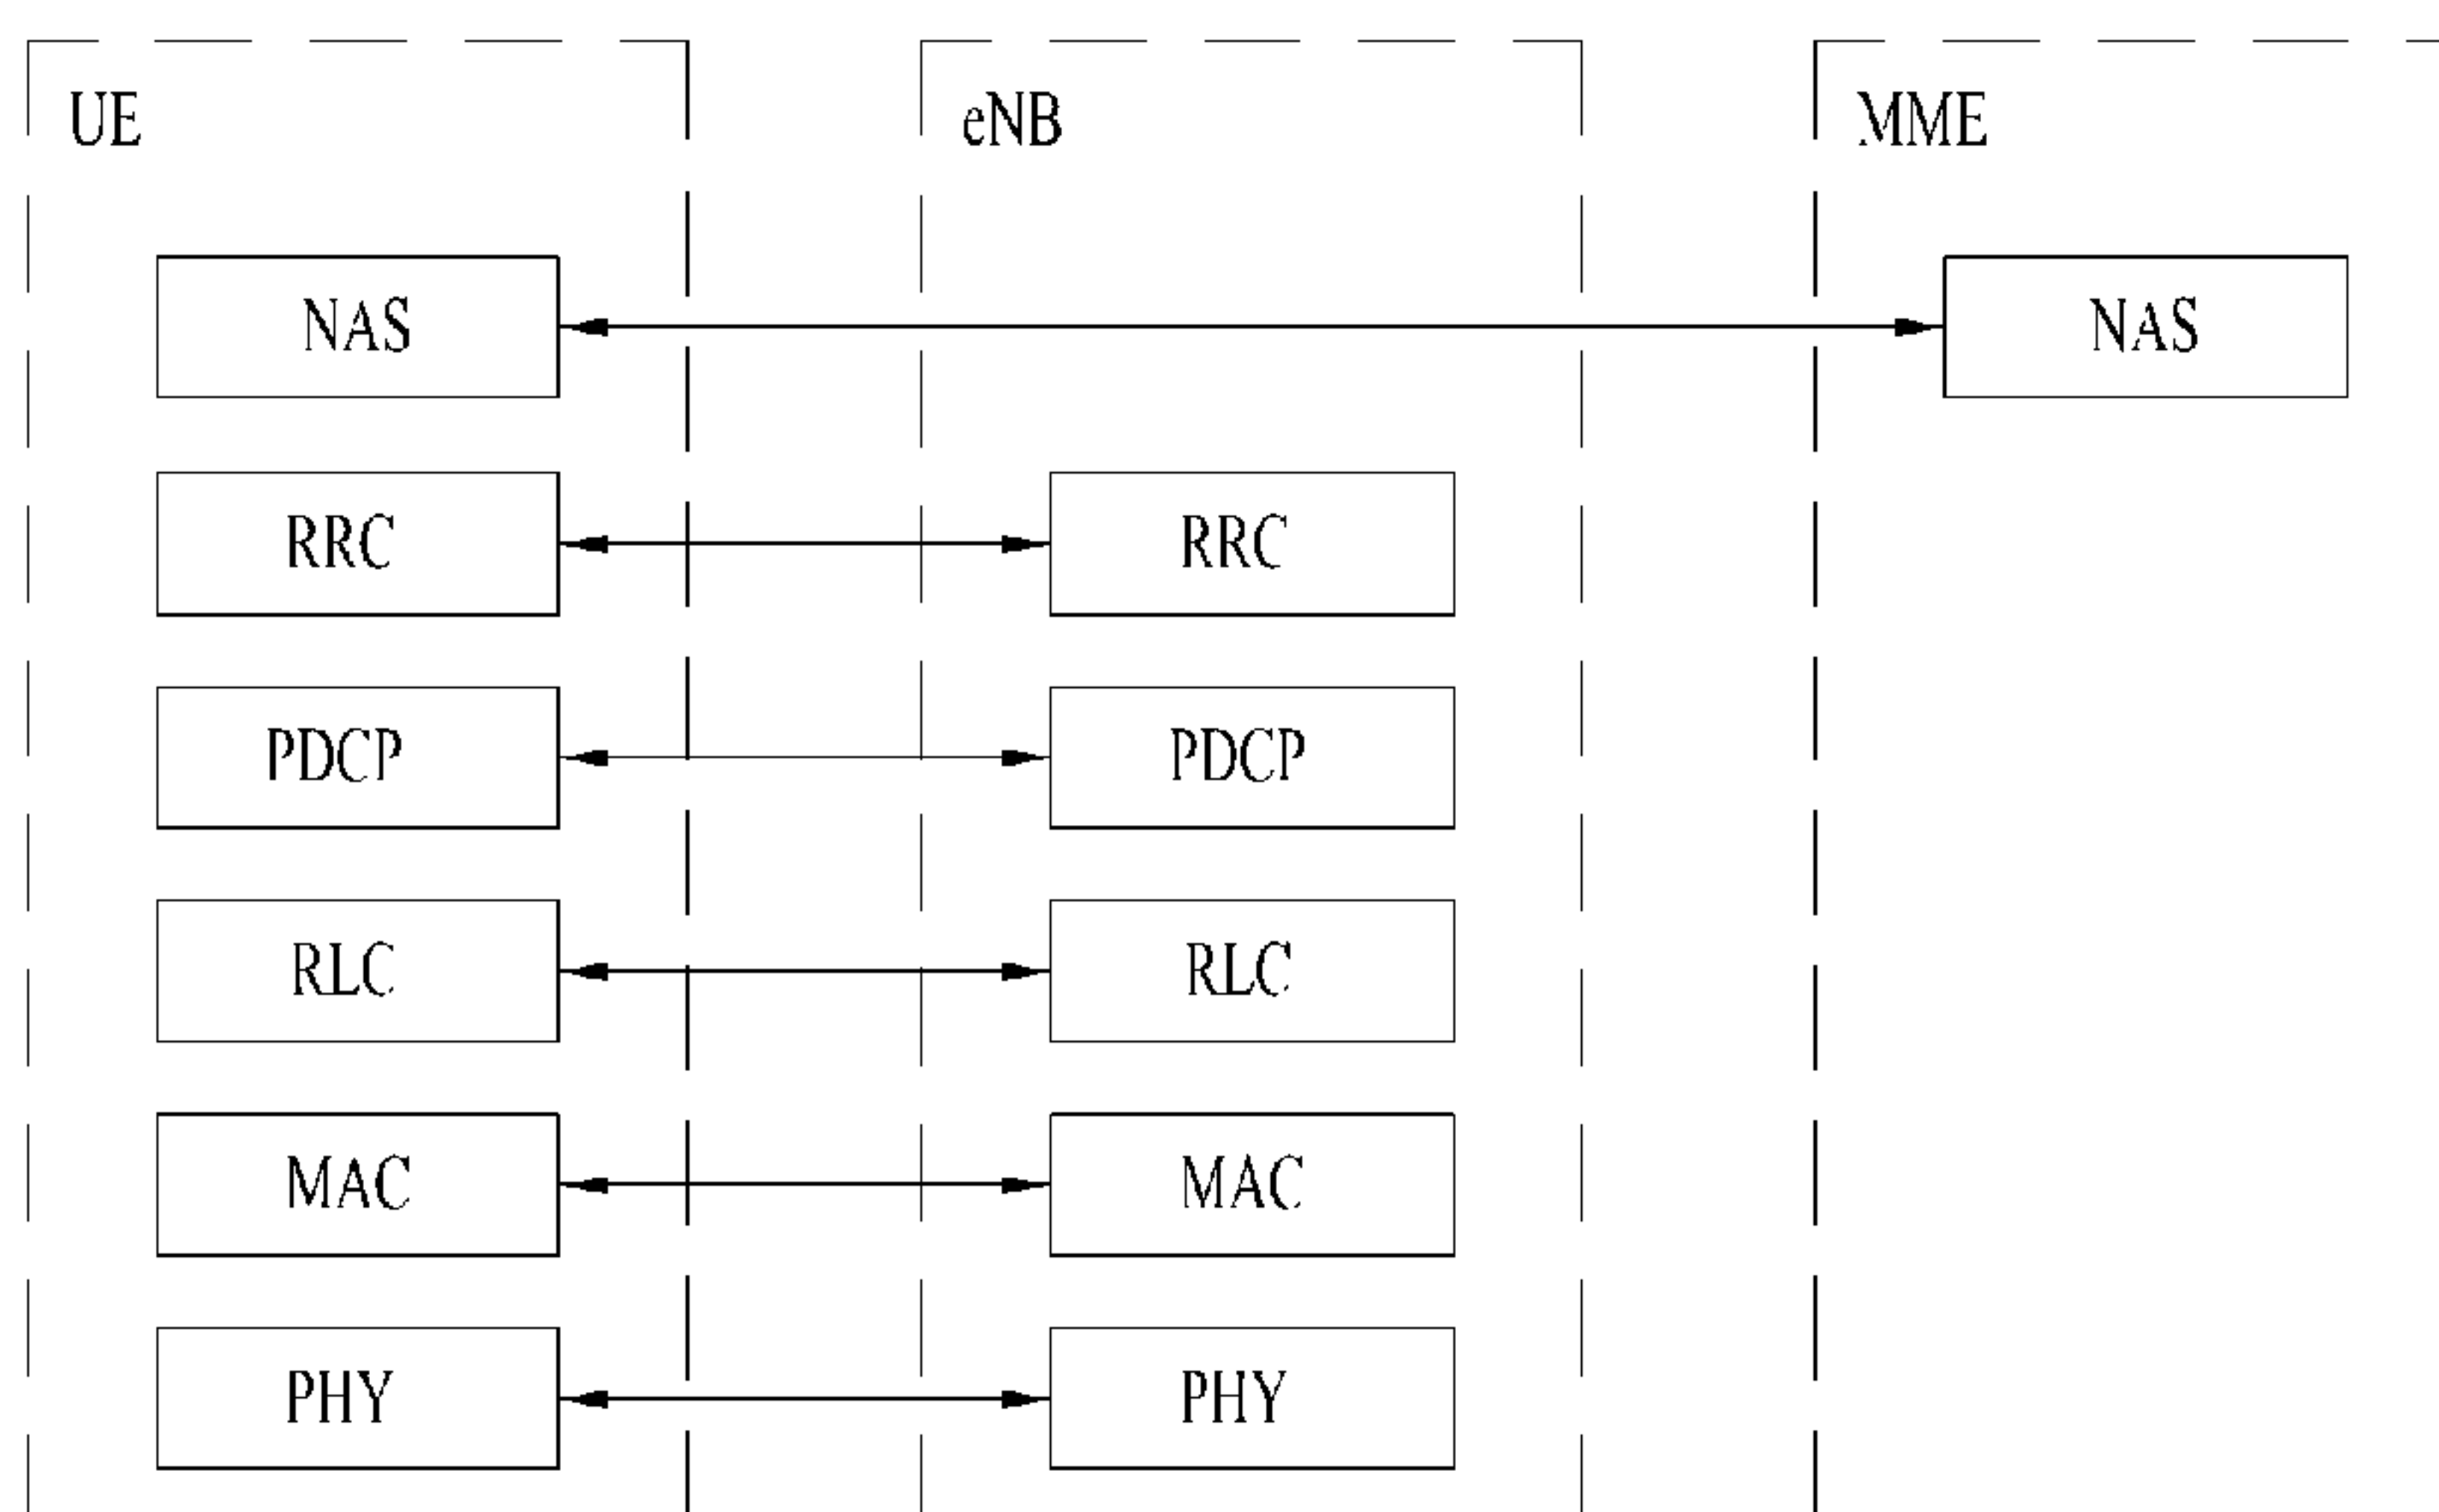 UE eNB MME
NAS NAS
RRC RRC
PDCP PDCP
RLC RLC
MAC MAC
PHY PHY